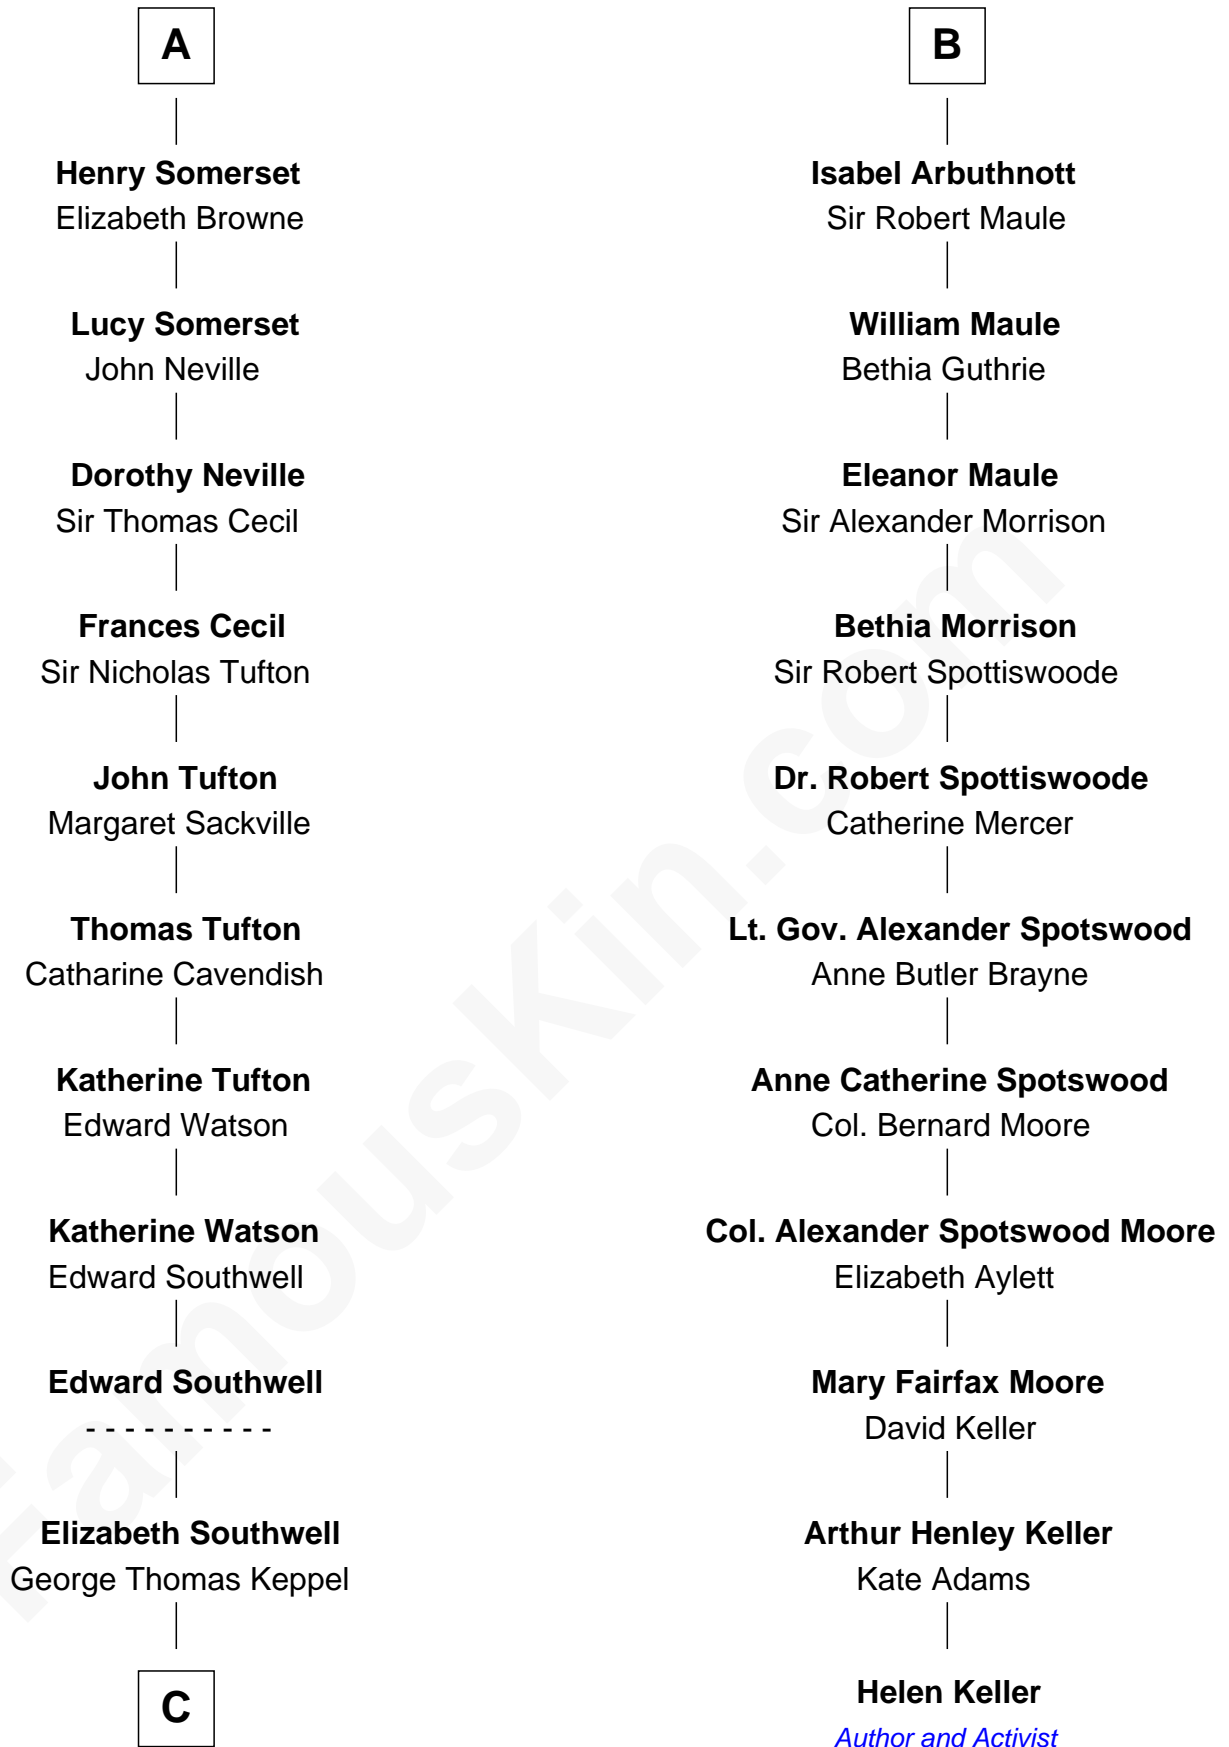 A
Henry Somerset
Elizabeth Browne
Lucy Somerset
John Neville
Dorothy Neville
Sir Thomas Cecil
Frances Cecil
Sir Nicholas Tufton
John Tufton
Margaret Sackville
Thomas Tufton
Catharine Cavendish
Katherine Tufton
Edward Watson
Katherine Watson
Edward Southwell
Edward Southwell
- - - - - - - - - -
Elizabeth Southwell
George Thomas Keppel
C
B
Isabel Arbuthnott
Sir Robert Maule
William Maule
Bethia Guthrie
Eleanor Maule
Sir Alexander Morrison
Bethia Morrison
Sir Robert Spottiswoode
Dr. Robert Spottiswoode
Catherine Mercer
Lt. Gov. Alexander Spotswood
Anne Butler Brayne
Anne Catherine Spotswood
Col. Bernard Moore
Col. Alexander Spotswood Moore
Elizabeth Aylett
Mary Fairfax Moore
David Keller
Arthur Henley Keller
Kate Adams
Helen Keller
Author and Activist
FamousKin.com